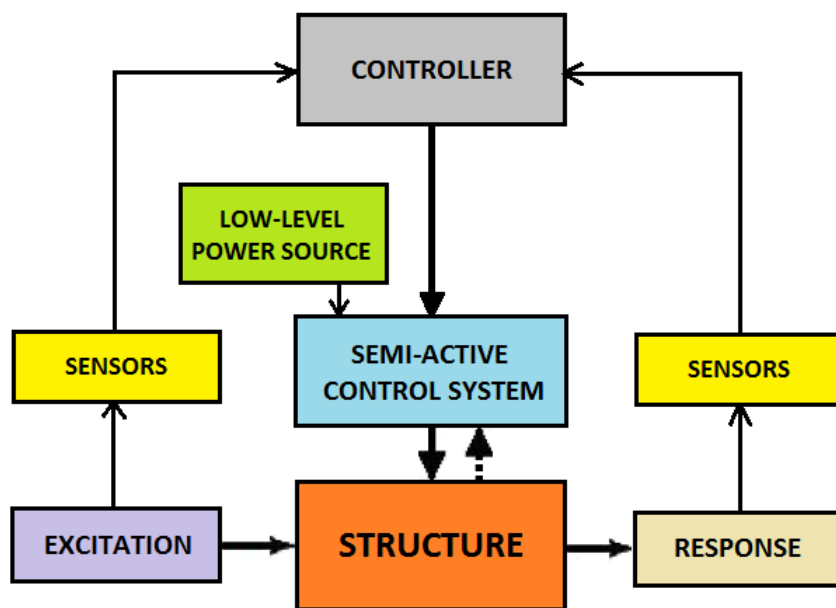 CONTROLLER
LOW-LEVEL
POWER SOURCE
SENSORS
SEMI-ACTIVE
CONTROL SYSTEM
SENSORS
EXCITATION
STRUCTURE
RESPONSE